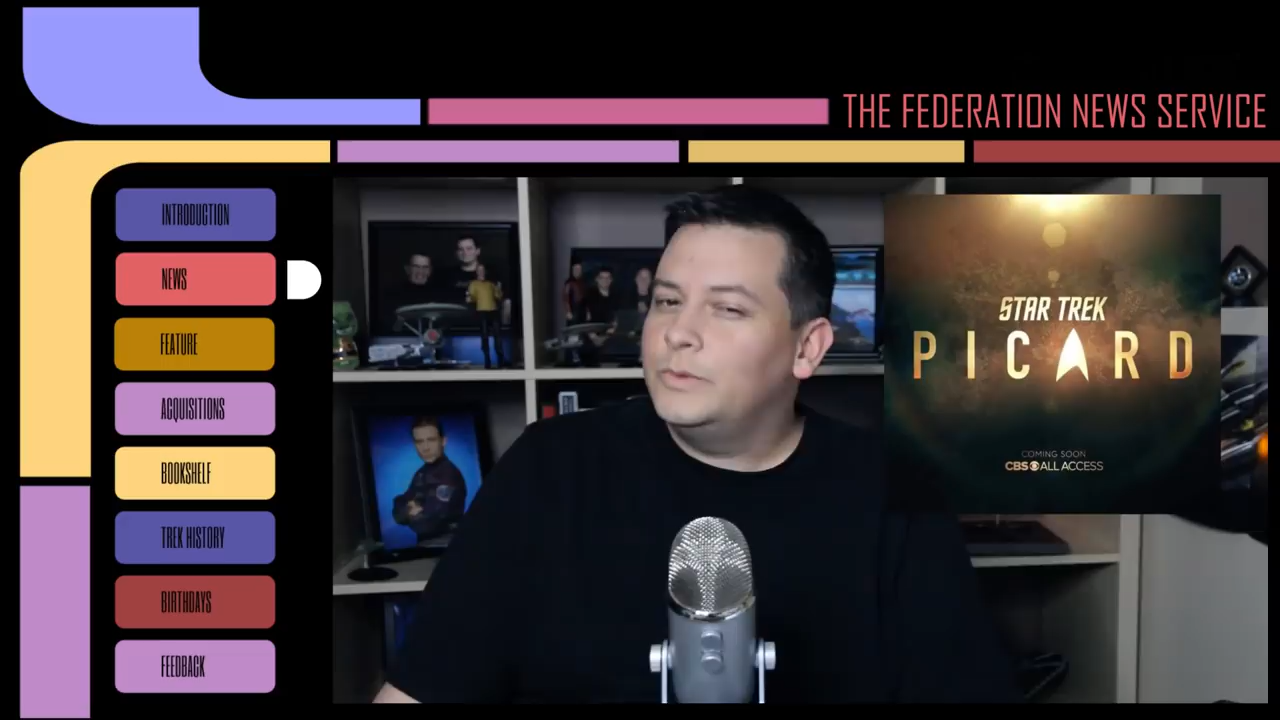 THE FEDERATION NEWS SERVICE
INTRODUCTION
NEWS
FEATURE
ACQUISITIONS
BOOKSHELF
TREK HISTORY
BIRTHDAYS
FEEDBACK
STAR TREK
PICARD
COMING SOON
CBS ALL ACCESS